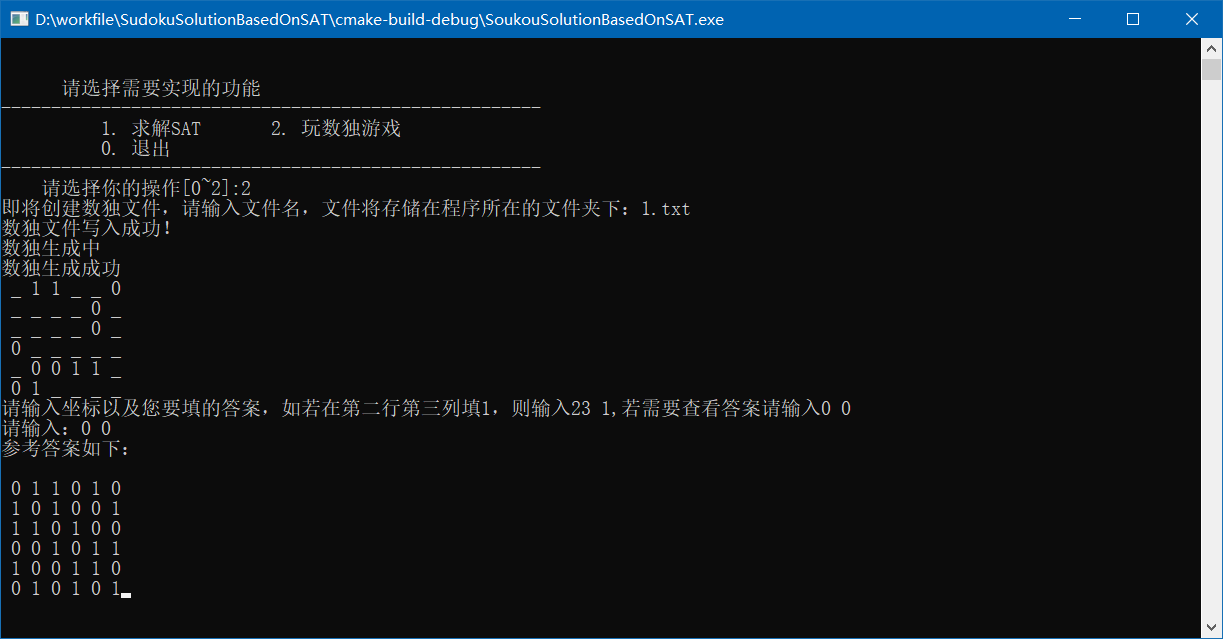 D:\workfile\SudokuSolutionBasedOnSAT\cmake-build-debug\SoukouSolutionBasedOnSAT.exe
请选择需要实现的功能
------------------------------------------------------
1. 求解SAT 2. 玩数独游戏
0. 退出
------------------------------------------------------
请选择你的操作[0~2]:2
即将创建数独文件，请输入文件名，文件将存储在程序所在的文件夹下：1.txt
数独文件写入成功！
数独生成中
数独生成成功
_ 1 1 _ _ 0
_ _ _ _ 0 _
_ _ _ _ 0 _
0 _ _ _ _ _
_ 0 0 1 1 _
0 1 _ _ _ _
请输入坐标以及您要填的答案，如若在第二行第三列填1，则输入23 1,若需要查看答案请输入0 0
请输入：0 0
参考答案如下：
0 1 1 0 1 0
1 0 1 0 0 1
1 1 0 1 0 0
0 0 1 0 1 1
1 0 0 1 1 0
0 1 0 1 0 1